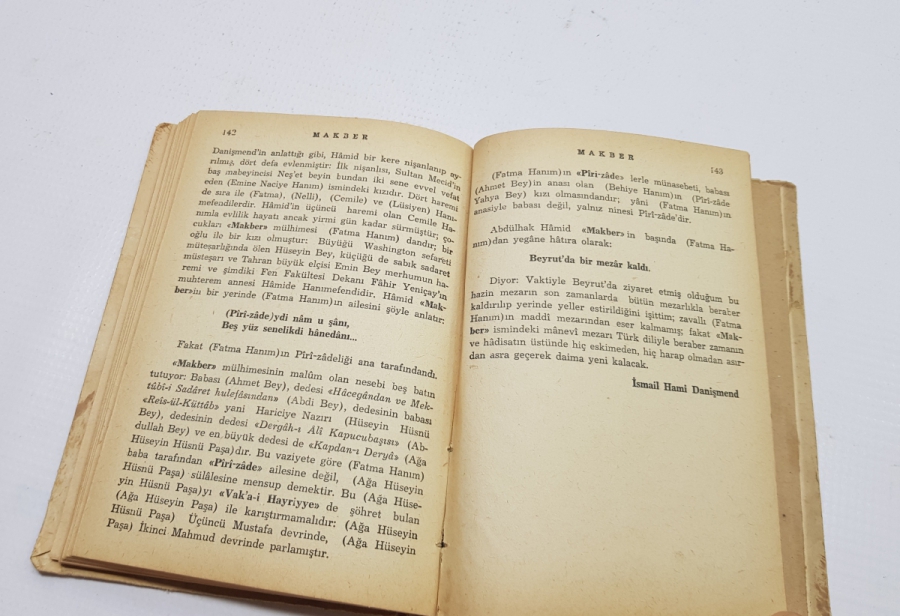 142
MAKBER
Danişmend'in anlattığı gibi, Hâmid bir kere nişanlanıp ay-
rılmış, dört defa evlenmiştir: İlk nişanlısı, Sultan Mecid'in
baş mabeyincisi Neş'et beyin bundan iki sene evvel vefat
eden (Emine Naciye Hanım) ismindeki kızıdır. Dört haremi
de sıra ile (Fatma), (Nelli), (Cemile) ve (Lüsiyen) Hanı-
mefendilerdir. Hâmid'in üçüncü haremi olan Cemile Ha-
nımla evlilik hayatı ancak yirmi gün kadar sürmüştür; ço-
cukları «Makber» mülhimesi (Fatma Hanım) dandır; bir
oğlu ile bir kızı olmuştur: Büyüğü Washington sefareti
müteşarlığında ölen Hüseyin Bey, küçüğü de sabık sadaret
müsteşarı ve Tahran büyük elçisi Emin Bey merhumun ha-
remi ve şimdiki Fen Fakültesi Dekanı Fâhir Yeniçay'ın
muhterem annesi Hâmide Hanımefendidir. Hâmid «Mak-
ber»in bir yerinde (Fatma Hanım)ın ailesini şöyle anlatır:
(Pîrî-zâde)ydi nâm u şânı,
Beş yüz senelikdi hânedânı...
Fakat (Fatma Hanım)ın Pîrî-zâdeliği ana tarafındandı.
«Makber» mülhimesinin malûm olan nesebi beş batın
tutuyor: Babası (Ahmet Bey), dedesi «Hâcegândan ve Mek-
tûbî-i Sadâret hulefâsından» (Abdi Bey), dedesinin babası
«Reis-ül-Küttâb» yani Hariciye Nazırı (Hüseyin Hüsnü
Bey), dedesinin dedesi «Dergâh-ı Âlî Kapucubaşısı» (Ab-
dullah Bey) ve en büyük dedesi de «Kapdan-ı Deryâ» (Ağa
Hüseyin Hüsnü Paşa)dır. Bu vaziyete göre (Fatma Hanım)
baba tarafından «Pîrî-zâde» ailesine değil, (Ağa Hüseyin
Hüsnü Paşa) sülâlesine mensup demektir. Bu (Ağa Hüse-
yin Hüsnü Paşa)yı «Vak'a-i Hayriyye» de şöhret bulan
(Ağa Hüseyin Paşa) ile karıştırmamalıdır: (Ağa Hüseyin
Hüsnü Paşa) Üçüncü Mustafa devrinde, (Ağa Hüseyin
Paşa) İkinci Mahmud devrinde parlamıştır.
MAKBER
143
(Fatma Hanım)ın «Pîrî-zâde» lerle münasebeti, babası
(Ahmet Bey)in anası olan (Behiye Hanım)ın (Pîrî-zâde
Yahya Bey) kızı olmasındandır; yâni (Fatma Hanım)ın
anasiyle babası değil, yalnız ninesi Pîrî-zâde'dir.
Abdülhak Hâmid «Makber»in başında (Fatma Ha-
nım)dan yegâne hâtıra olarak:
Beyrut'da bir mezâr kaldı.
Diyor: Vaktiyle Beyrut'da ziyaret etmiş olduğum bu
hazin mezarın son zamanlarda bütün mezarlıkla beraber
kaldırılıp yerinde yeller estirildiğini işittim; zavallı (Fatma
Hanım)ın maddî mezarından eser kalmamış; fakat «Mak-
ber» ismindeki mânevî mezarı Türk diliyle beraber zamanın
ve hâdisatın üstünde hiç eskimeden, hiç harap olmadan asır-
dan asra geçerek daima yeni kalacak.
İsmail Hami Danişmend